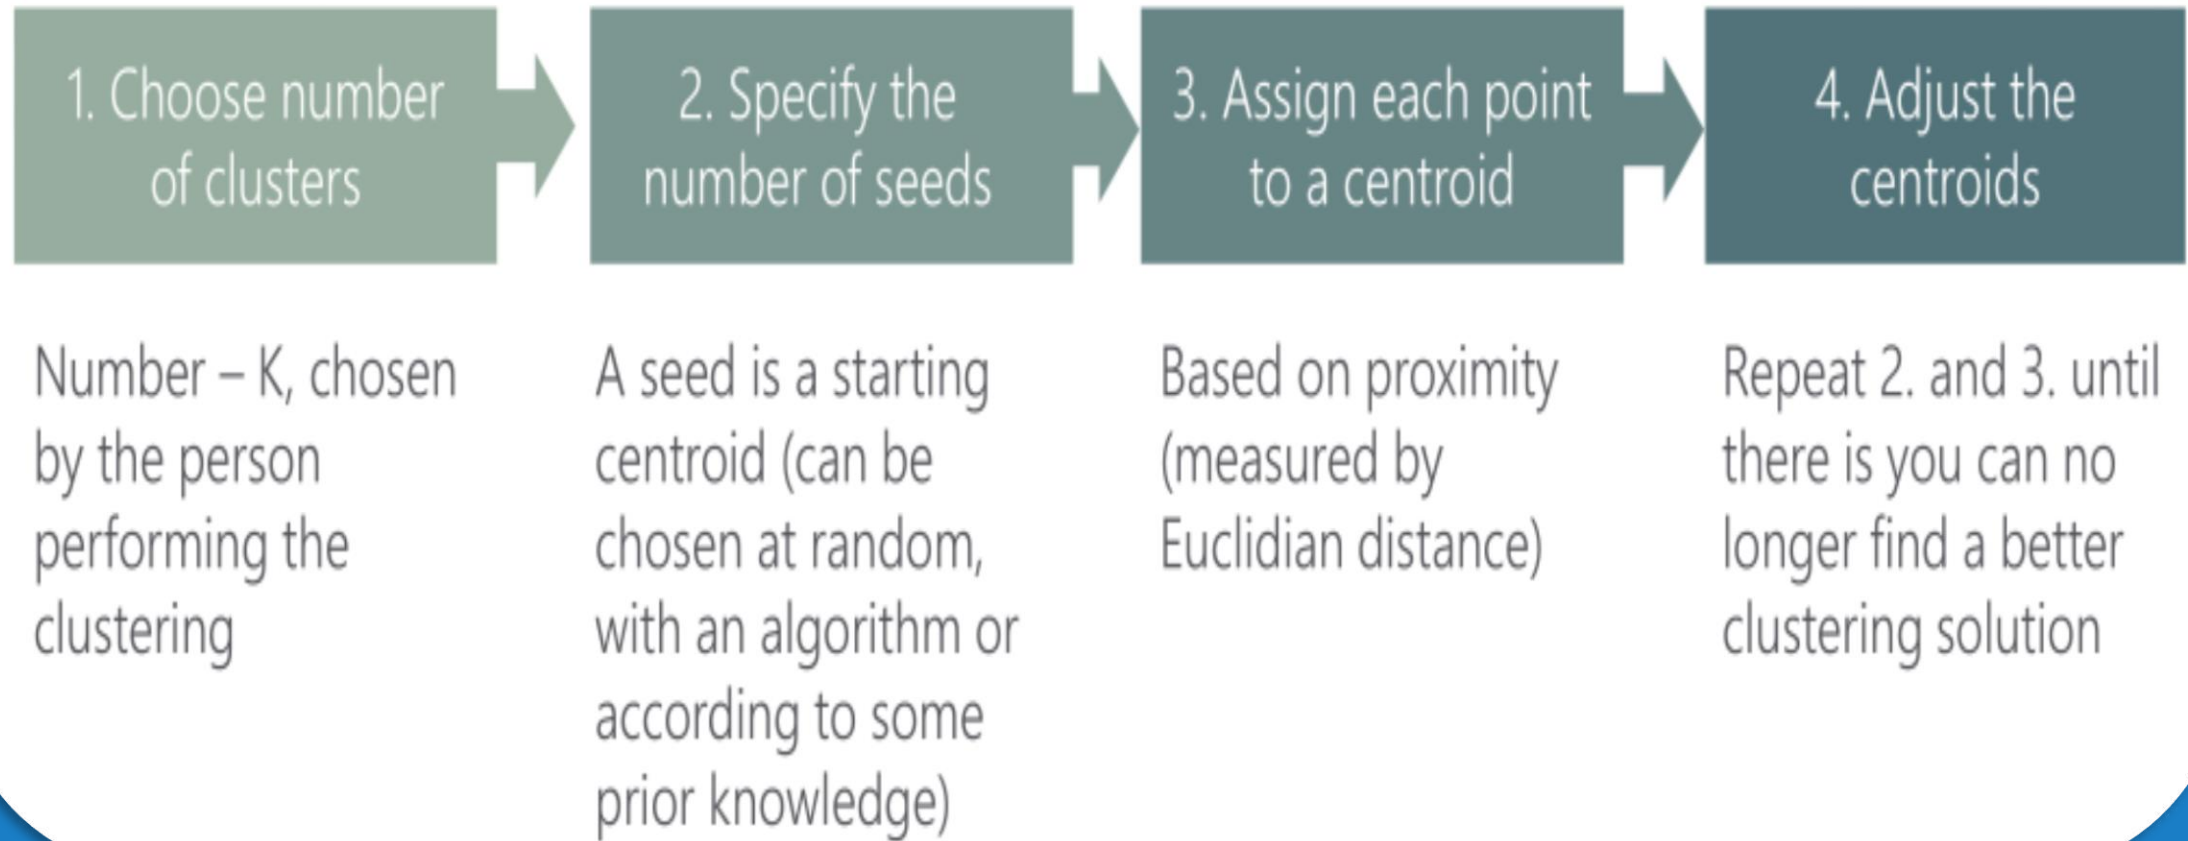 1. Choose number
of clusters
2. Specify the
number of seeds
3. Assign each point
to a centroid
4. Adjust the
centroids
Number – K, chosen
by the person
performing the
clustering
A seed is a starting
centroid (can be
chosen at random,
with an algorithm or
according to some
prior knowledge)
Based on proximity
(measured by
Euclidian distance)
Repeat 2. and 3. until
there is you can no
longer find a better
clustering solution